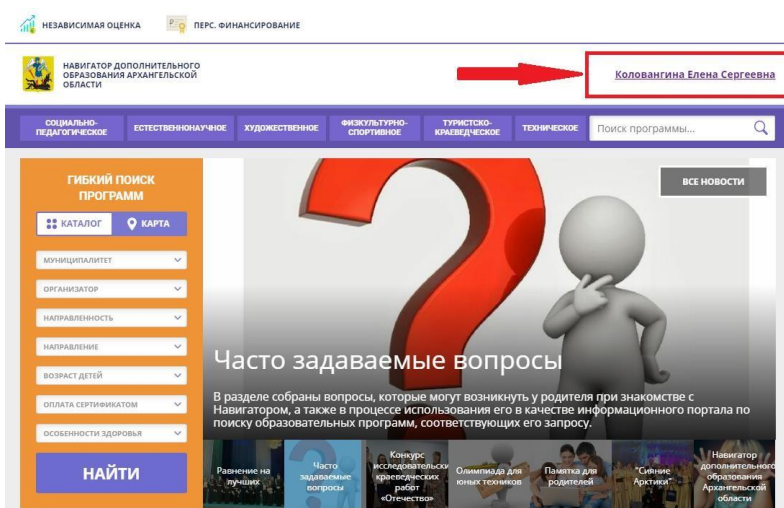 НЕЗАВИСИМАЯ ОЦЕНКА
ПЕРС. ФИНАНСИРОВАНИЕ
НАВИГАТОР ДОПОЛНИТЕЛЬНОГО
ОБРАЗОВАНИЯ АРХАНГЕЛЬСКОЙ
ОБЛАСТИ
Коловангина Елена Сергеевна
СОЦИАЛЬНО-
ПЕДАГОГИЧЕСКОЕ
ЕСТЕСТВЕННОНАУЧНОЕ
ХУДОЖЕСТВЕННОЕ
ФИЗКУЛЬТУРНО-
СПОРТИВНОЕ
ТУРИСТСКО-
КРАЕВЕДЧЕСКОЕ
ТЕХНИЧЕСКОЕ
Поиск программы...
ГИБКИЙ ПОИСК
ПРОГРАММ
КАТАЛОГ
КАРТА
МУНИЦИПАЛИТЕТ
ОРГАНИЗАТОР
НАПРАВЛЕННОСТЬ
НАПРАВЛЕНИЕ
ВОЗРАСТ ДЕТЕЙ
ОПЛАТА СЕРТИФИКАТОМ
ОСОБЕННОСТИ ЗДОРОВЬЯ
НАЙТИ
ВСЕ НОВОСТИ
Часто задаваемые вопросы
В разделе собраны вопросы, которые могут возникнуть у родителя при знакомстве с
Навигатором, а также в процессе использования его в качестве информационного портала по
поиску образовательных программ, соответствующих его запросу.
Равнение на
лучших
Часто
задаваемые
вопросы
Конкурс
исследовательски
краеведческих
работ
«Отечество»
Олимпиада для
юных техников
Памятка для
родителей
"Сияние
Арктики"
Навигатор
дополнительного
образования
Архангельской
области